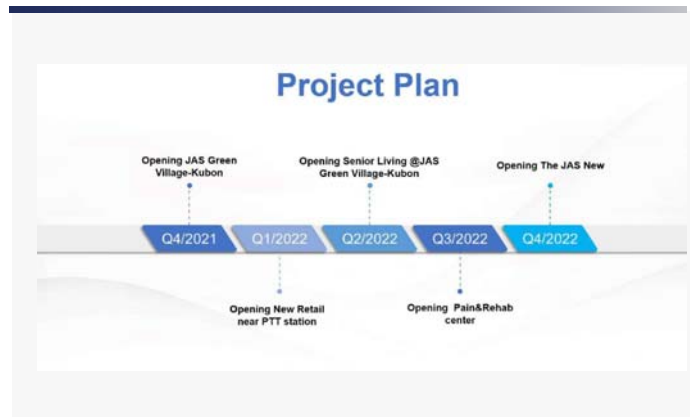 Project Plan
Opening JAS Green
Village-Kubon
Opening Senior Living @JAS
Green Village-Kubon
Opening The JAS New
Q4/2021
Q1/2022
Q2/2022
Q3/2022
Q4/2022
Opening New Retail
near PTT station
Opening Pain&Rehab
center